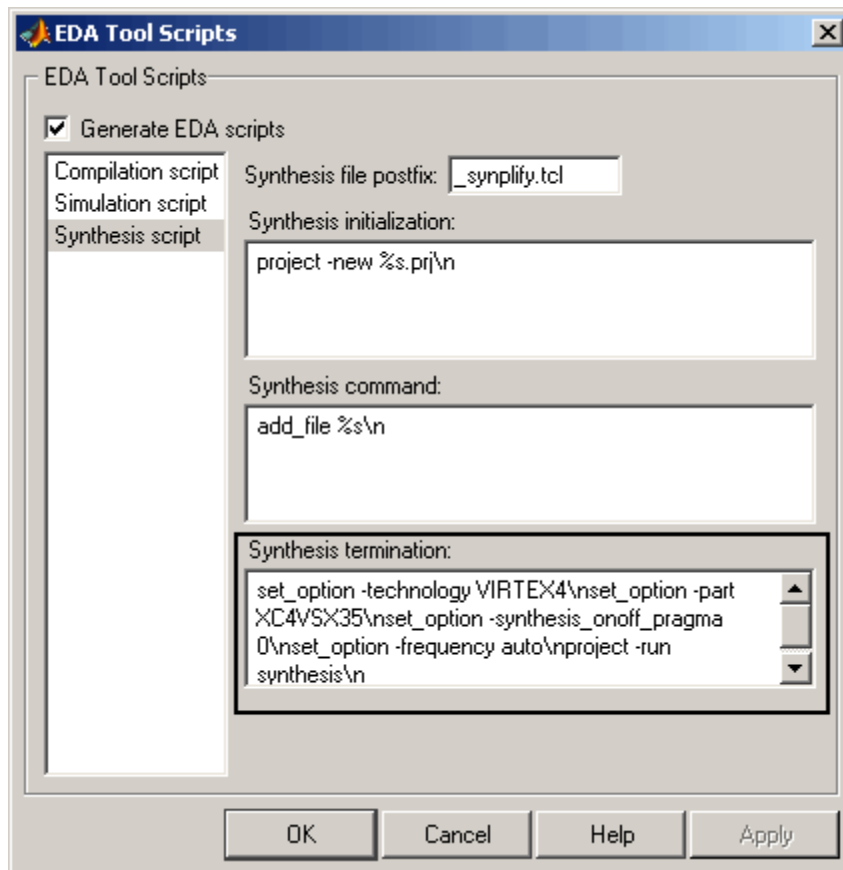 EDA Tool Scripts
EDA Tool Scripts
Generate EDA scripts
Compilation script
Simulation script
Synthesis script
Synthesis file postfix: _synplify.tcl
Synthesis initialization:
project -new %s.prj\n
Synthesis command:
add_file %s\n
Synthesis termination:
set_option -technology VIRTEX4\nset_option -part
XC4VSX35\nset_option -synthesis_onoff_pragma
0\nset_option -frequency auto\nproject -run
synthesis\n
OK Cancel Help Apply